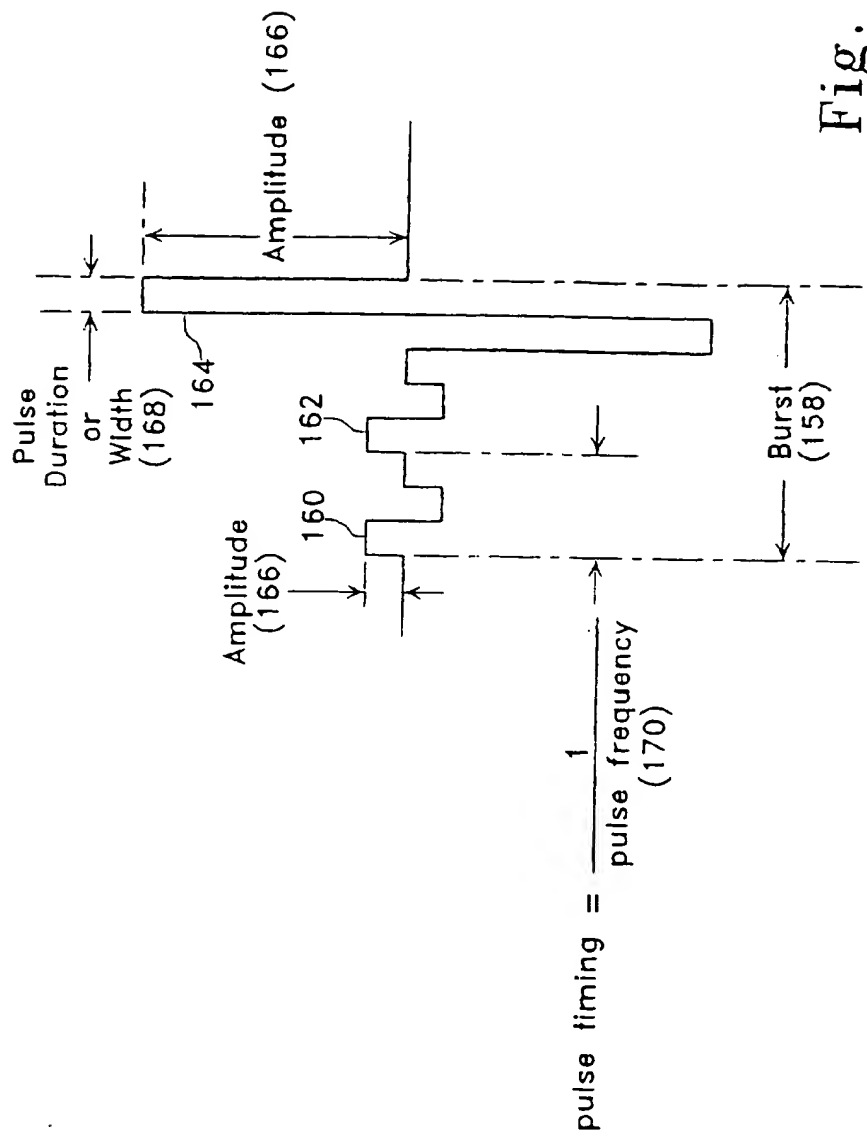 Pulse
Duration
or
Width
(168)
164
Amplitude (166)
Amplitude
(166)
160
162
pulse timing =
1
pulse frequency
(170)
Burst
(158)
Fig.